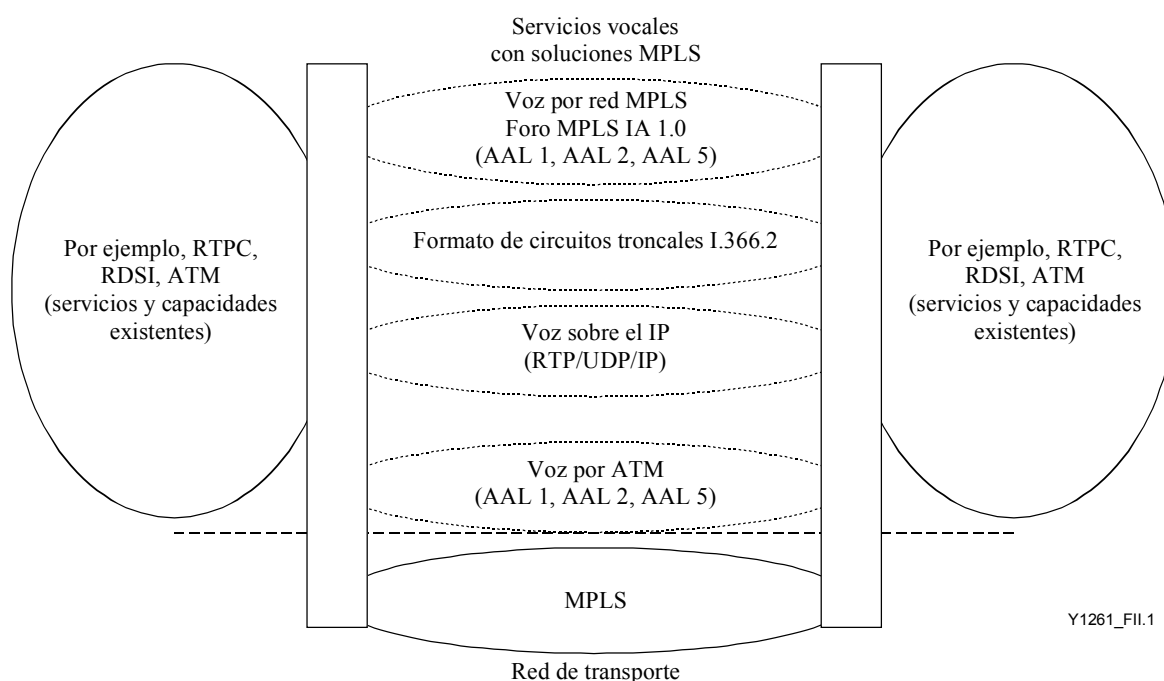 Servicios vocales
con soluciones MPLS
Voz por red MPLS
Foro MPLS IA 1.0
(AAL 1, AAL 2, AAL 5)
Formato de circuitos troncales I.366.2
Por ejemplo, RTPC,
RDSI, ATM
(servicios y capacidades
existentes)
Por ejemplo, RTPC,
RDSI, ATM
(servicios y capacidades
existentes)
Voz sobre el IP
(RTP/UDP/IP)
Voz por ATM
(AAL 1, AAL 2, AAL 5)
MPLS
Y1261_FII.1
Red de transporte